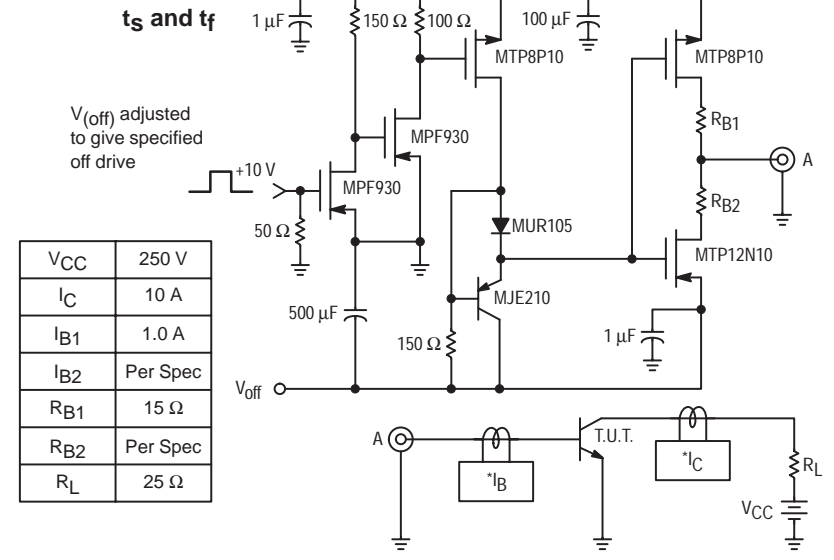 ts and tf
1 μF
150 Ω
100 Ω
100 μF
MTP8P10
MTP8P10
V(off) adjusted
to give specified
off drive
RB1
MPF930
A
+10 V
MPF930
RB2
50 Ω
MUR105
MTP12N10
VCC 250 V
IC 10 A
IB1 1.0 A
IB2 Per Spec
RB1 15 Ω
RB2 Per Spec
RL 25 Ω
500 μF
MJE210
150 Ω
1 μF
Voff
A
T.U.T.
*IB
*IC
RL
VCC